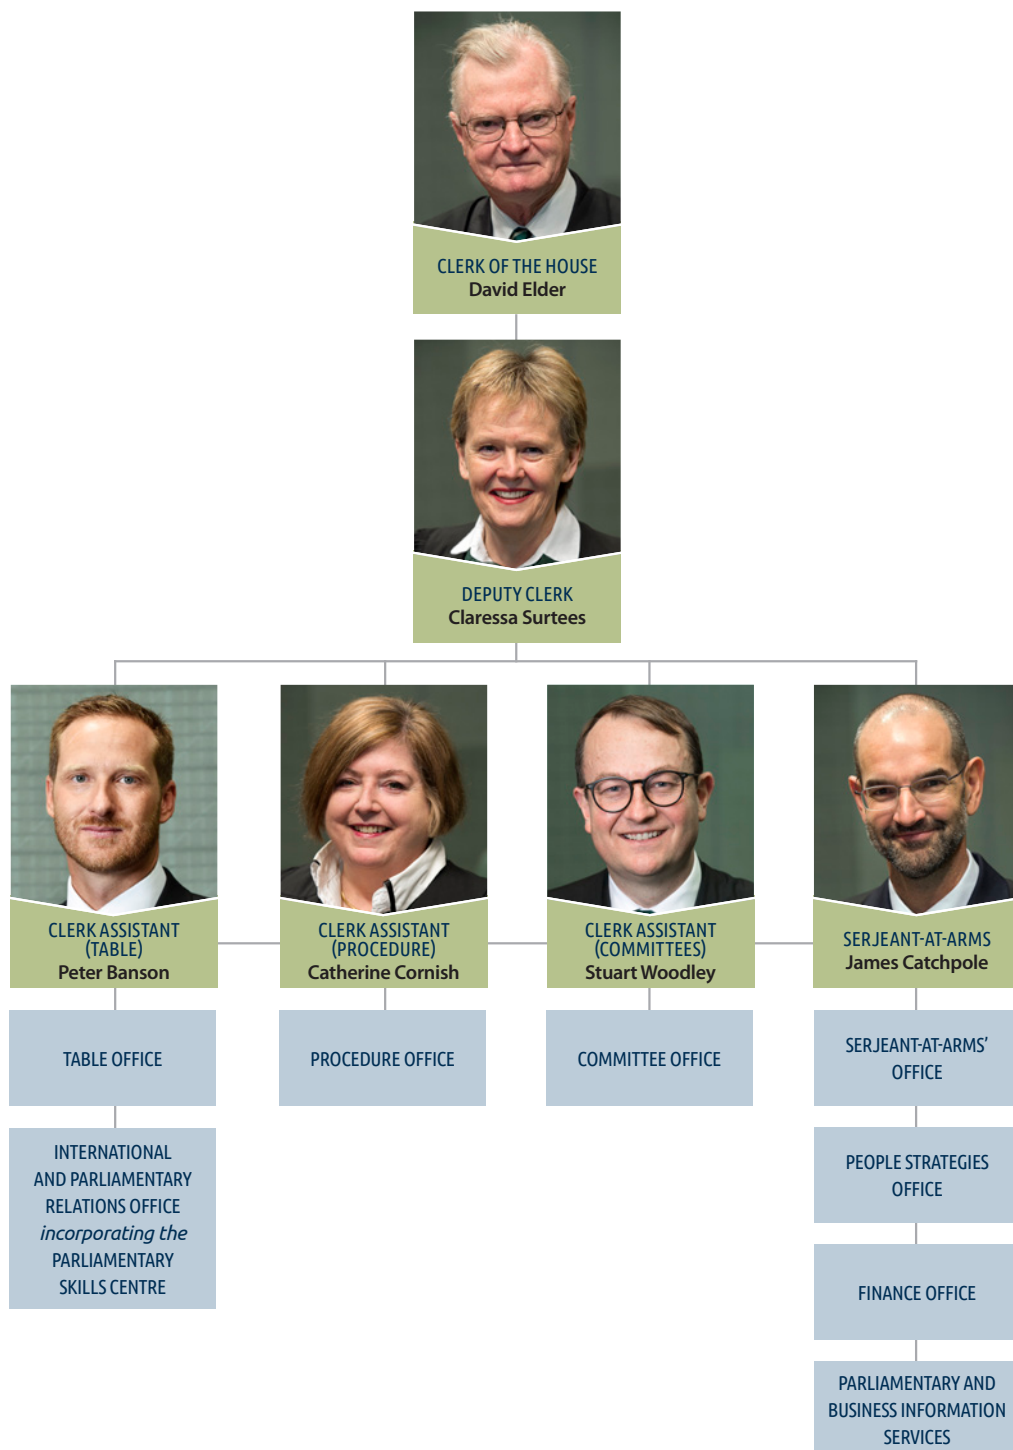 CLERK OF THE HOUSE
David Elder
DEPUTY CLERK
Claressa Surtees
CLERK ASSISTANT
(TABLE)
Peter Banson
CLERK ASSISTANT
(PROCEDURE)
Catherine Cornish
CLERK ASSISTANT
(COMMITTEES)
Stuart Woodley
SERJEANT-AT-ARMS
James Catchpole
TABLE OFFICE
INTERNATIONAL
AND PARLIAMENTARY
RELATIONS OFFICE
incorporating the
PARLIAMENTARY
SKILLS CENTRE
PROCEDURE OFFICE
COMMITTEE OFFICE
SERJEANT-AT-ARMS’
OFFICE
PEOPLE STRATEGIES
OFFICE
FINANCE OFFICE
PARLIAMENTARY AND
BUSINESS INFORMATION
SERVICES